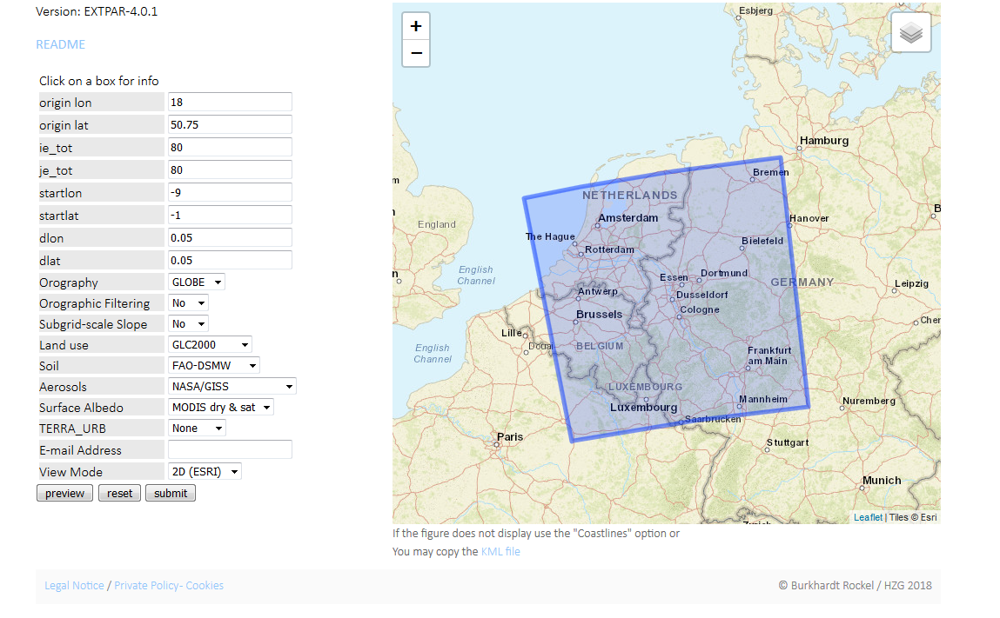 Version: EXTPAR-4.0.1
README
Click on a box for info
origin lon 18
origin lat 50.75
ie_tot 80
je_tot 80
startlon -9
startlat -1
dlon 0.05
dlat 0.05
Orography GLOBE
Orographic Filtering No
Subgrid-scale Slope No
Land use GLC2000
Soil FAO-DSMW
Aerosols NASA/GISS
Surface Albedo MODIS dry & sat
TERRA_URB None
E-mail Address
View Mode 2D (ESRI)
preview reset submit
+
−
Esbjerg
Hamburg
Bremen
NETHERLANDS
Amsterdam
Hanover
England
The Hague
Bielefeld
Rotterdam
English
Channel
Essen
Dortmund
GERMANY
Leipzig
Antwerp
Dusseldorf
Brussels
Cologne
Lille
Douai
BELGIUM
English
Channel
Frankfurt
am Main
LUXEMBOURG
Luxembourg
Mannheim
Nuremberg
Saarbrucken
Paris
Stuttgart
Munich
Leaflet | Tiles © Esri
If the figure does not display use the "Coastlines" option or
You may copy the KML file
Legal Notice / Private Policy- Cookies
© Burkhardt Rockel / HZG 2018